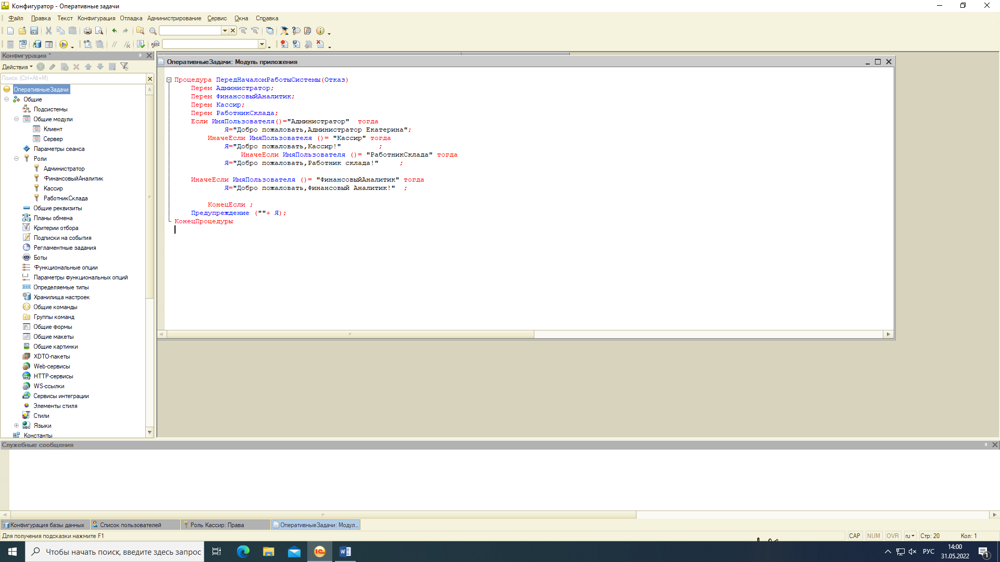 Конфигуратор - Оперативные задачи
Файл Правка Текст Конфигурация Отладка Администрирование Сервис Окна Справка
Конфигурация *
Действия
Поиск (Ctrl+Alt+M)
ОперативныеЗадачи
Общие
Подсистемы
Общие модули
Клиент
Сервер
Параметры сеанса
Роли
Администратор
ФинансовыйАналитик
Кассир
РаботникСклада
Общие реквизиты
Планы обмена
Критерии отбора
Подписки на события
Регламентные задания
Боты
Функциональные опции
Параметры функциональных опций
Определяемые типы
Хранилища настроек
Общие команды
Группы команд
Общие формы
Общие макеты
Общие картинки
XDTO-пакеты
Web-сервисы
HTTP-сервисы
WS-ссылки
Сервисы интеграции
Элементы стиля
Стили
Языки
Константы
ОперативныеЗадачи: Модуль приложения
Процедура ПередНачаломРаботыСистемы(Отказ)
Перем Администратор;
Перем ФинансовыйАналитик;
Перем Кассир;
Перем РаботникСклада;
Если ИмяПользователя()="Администратор" тогда
Я="Добро пожаловать,Администратор Екатерина";
ИначеЕсли ИмяПользователя ()= "Кассир" тогда
Я="Добро пожаловать,Кассир!" ;
ИначеЕсли ИмяПользователя ()= "РаботникСклада" тогда
Я="Добро пожаловать,Работник склада!" ;
ИначеЕсли ИмяПользователя ()= "ФинансовыйАналитик" тогда
Я="Добро пожаловать,Финансовый Аналитик!" ;
КонецЕсли ;
Предупреждение (""+ Я);
КонецПроцедуры
Служебные сообщения
Конфигурация базы данных Список пользователей Роль Кассир: Права ОперативныеЗадачи: Модул...
Для получения подсказки нажмите F1 CAP NUM OVR ru Стр: 20 Кол: 1
Чтобы начать поиск, введите здесь запрос
РУС
14:00
31.05.2022
1